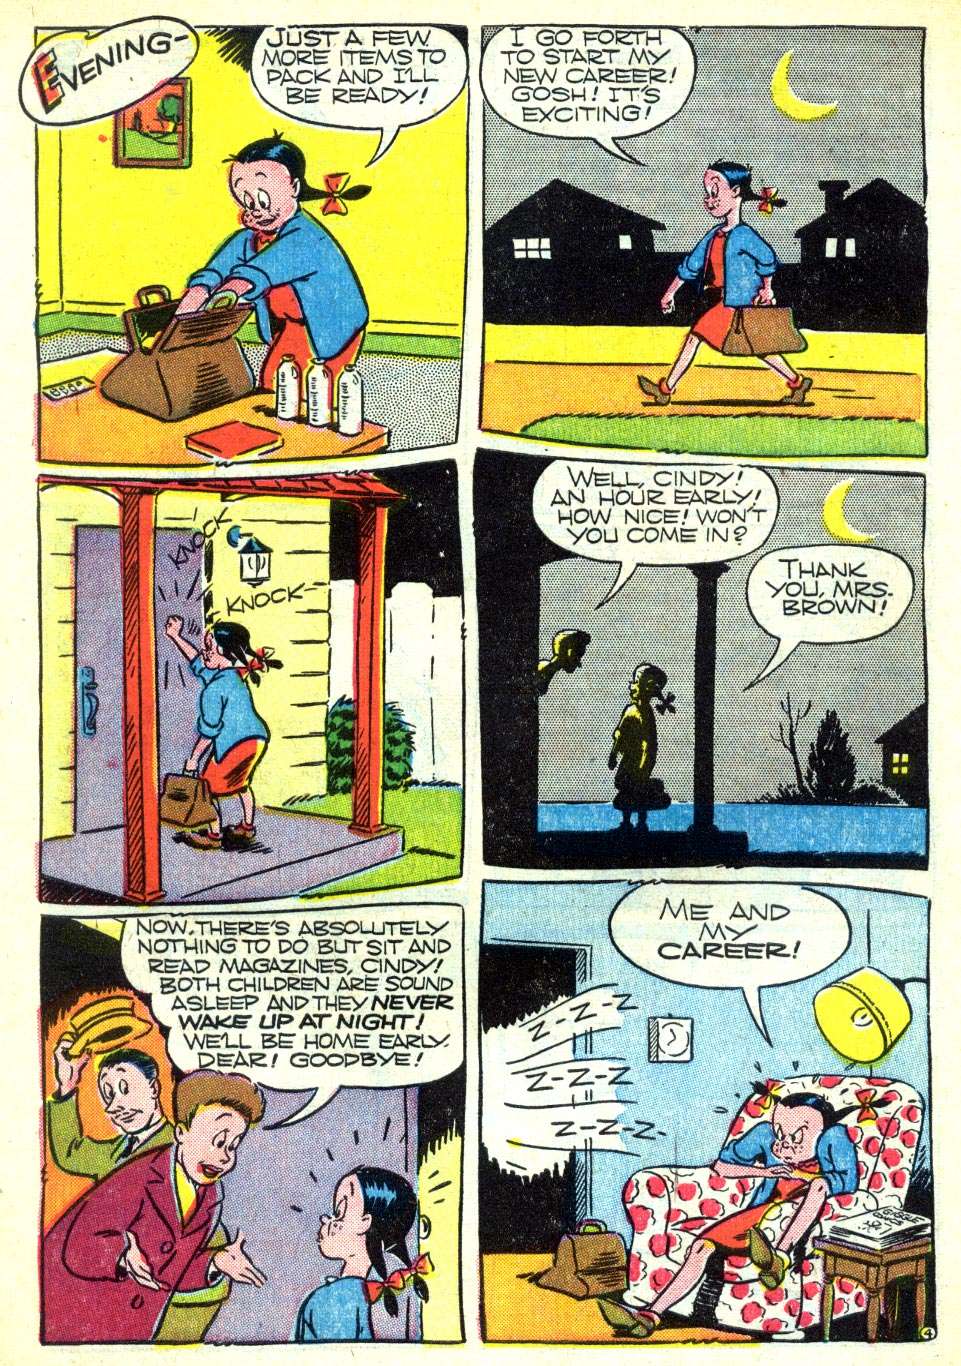 EVENING-
JUST A FEW
MORE ITEMS TO
PACK AND I'LL
BE READY!
I GO FORTH
TO START MY
NEW CAREER!
GOSH! IT'S
EXCITING!
KNOCK
KNOCK-
WELL, CINDY!
AN HOUR EARLY!
HOW NICE! WON'T
YOU COME IN?
THANK
YOU, MRS.
BROWN!
NOW, THERE'S ABSOLUTELY
NOTHING TO DO BUT SIT AND
READ MAGAZINES, CINDY!
BOTH CHILDREN ARE SOUND
ASLEEP AND THEY NEVER
WAKE UP AT NIGHT!
WE'LL BE HOME EARLY,
DEAR! GOODBYE!
ME AND
MY
CAREER!
Z-Z-Z
Z-Z-Z-Z
Z-Z-Z-
4